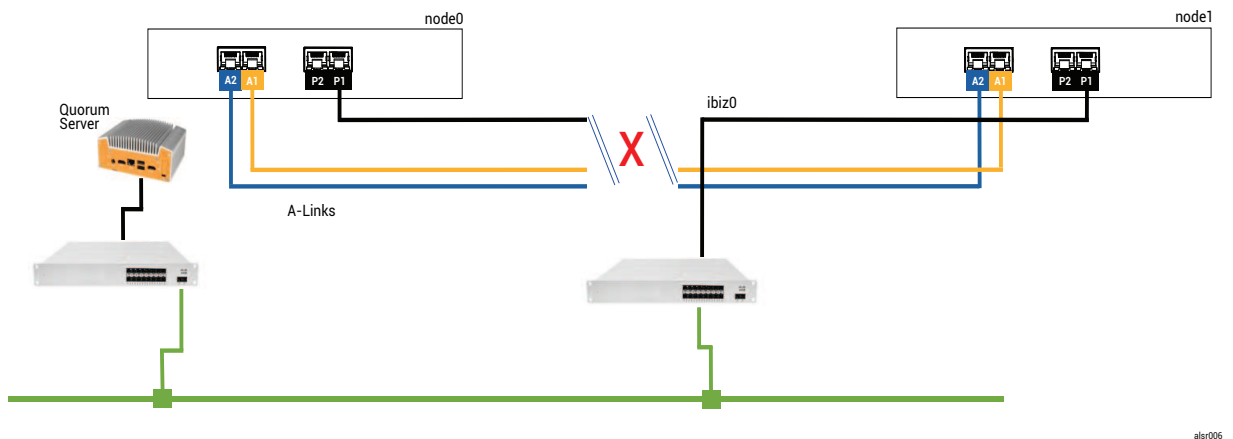 node0
node1
A2 A1 P2 P1
A2 A1 P2 P1
Quorum
Server
ibiz0
X
A-Links
alsr006